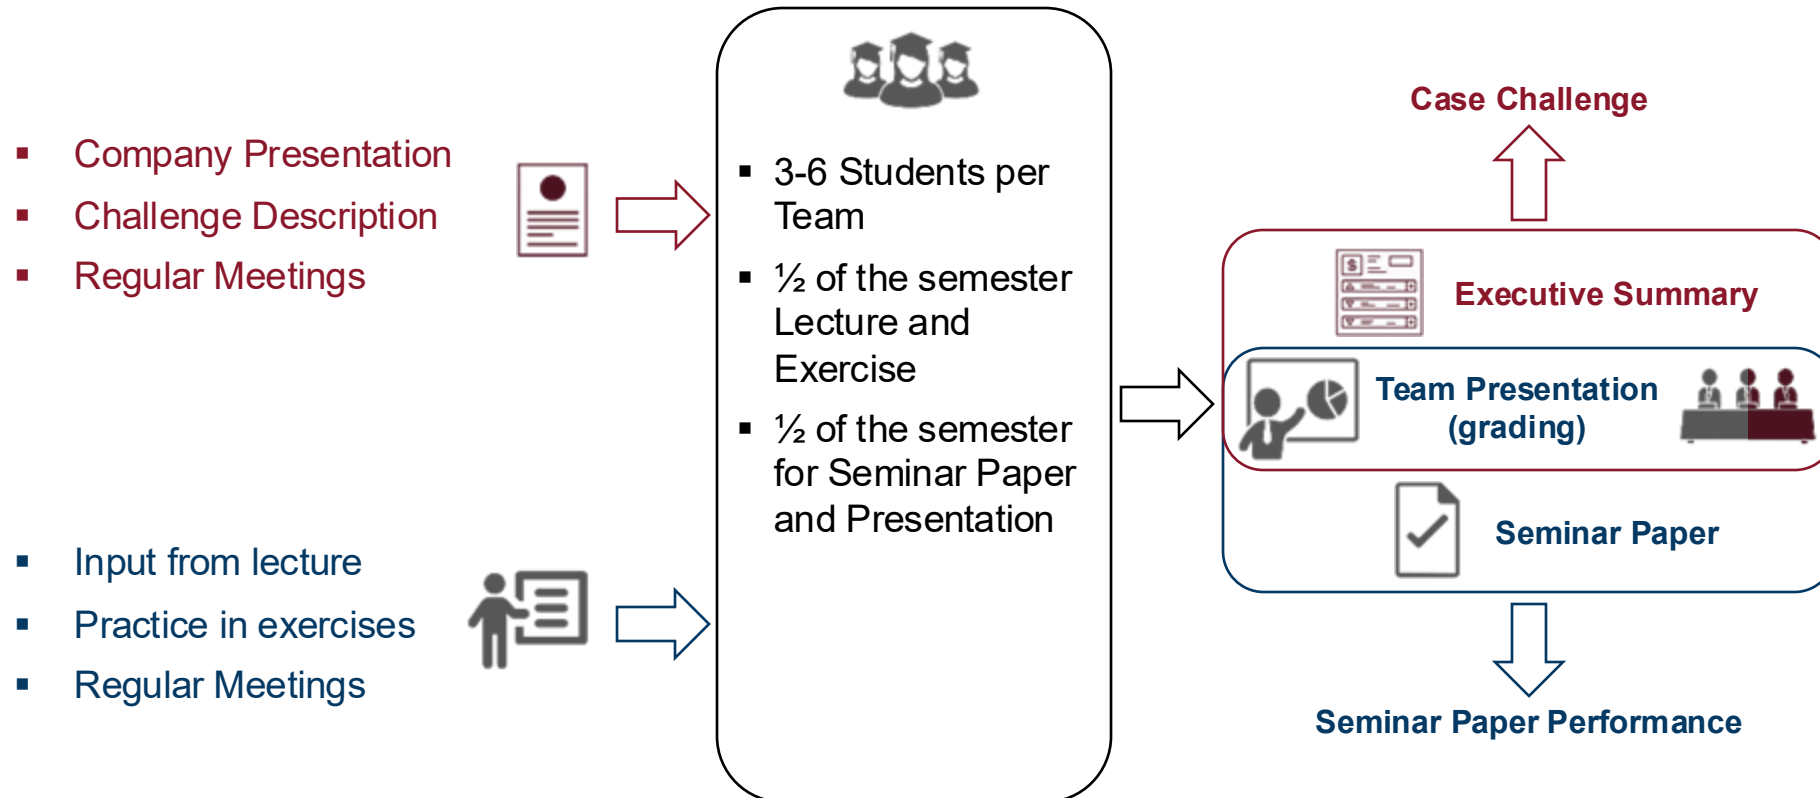 ▪ Company Presentation
▪ Challenge Description
▪ Regular Meetings
▪ Input from lecture
▪ Practice in exercises
▪ Regular Meetings
▪ 3-6 Students per
Team
▪ ½ of the semester
Lecture and
Exercise
▪ ½ of the semester
for Seminar Paper
and Presentation
Case Challenge
$
Executive Summary
Team Presentation
(grading)
Seminar Paper
Seminar Paper Performance